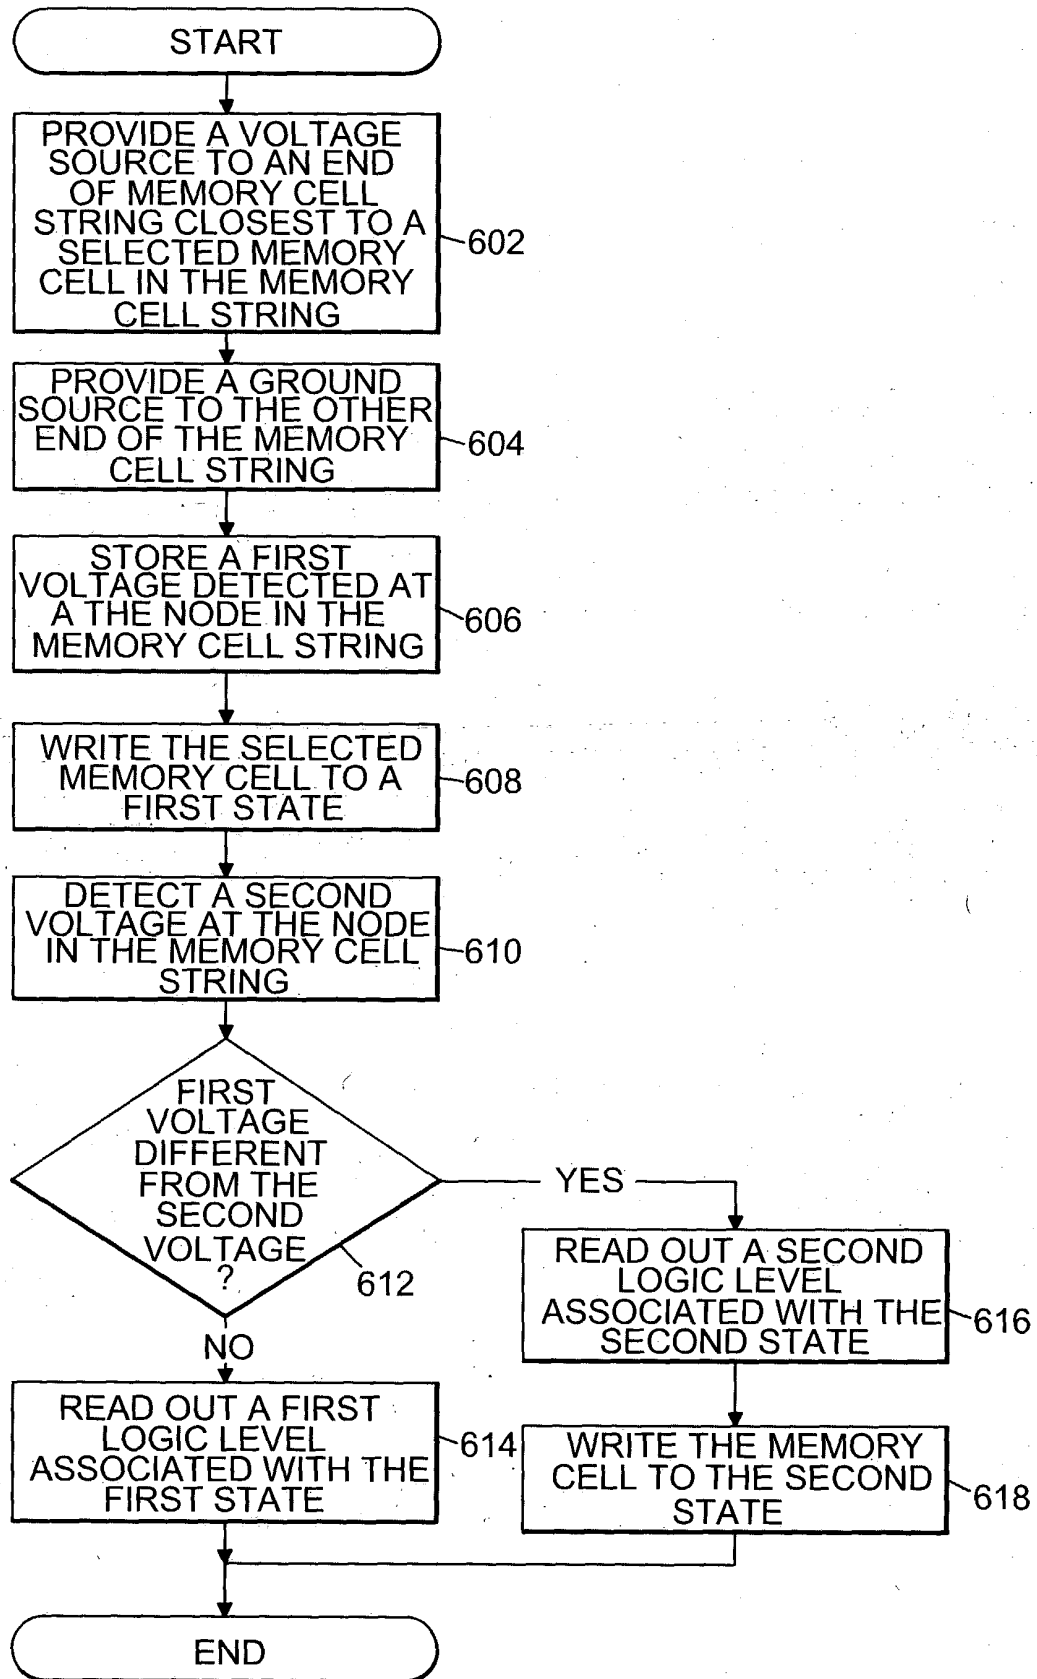 START
PROVIDE A VOLTAGE
SOURCE TO AN END
OF MEMORY CELL
STRING CLOSEST TO A
SELECTED MEMORY
CELL IN THE MEMORY
CELL STRING
602
PROVIDE A GROUND
SOURCE TO THE OTHER
END OF THE MEMORY
CELL STRING
604
STORE A FIRST
VOLTAGE DETECTED AT
A THE NODE IN THE
MEMORY CELL STRING
606
WRITE THE SELECTED
MEMORY CELL TO A
FIRST STATE
608
DETECT A SECOND
VOLTAGE AT THE NODE
IN THE MEMORY CELL
STRING
610
FIRST
VOLTAGE
DIFFERENT
FROM THE
SECOND
VOLTAGE
?
612
YES
NO
READ OUT A SECOND
LOGIC LEVEL
ASSOCIATED WITH THE
SECOND STATE
616
READ OUT A FIRST
LOGIC LEVEL
ASSOCIATED WITH THE
FIRST STATE
614
WRITE THE MEMORY
CELL TO THE SECOND
STATE
618
END